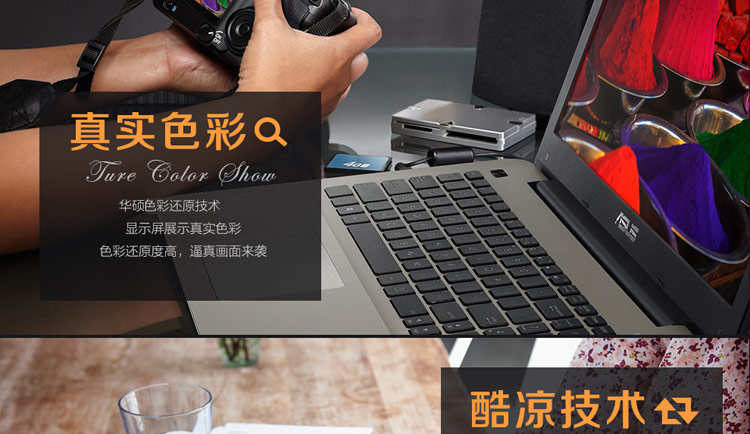 真实色彩
Ture Color Show
华硕色彩还原技术
显示屏展示真实色彩
色彩还原度高，逼真画面来袭
4GB
ASUS
酷凉技术